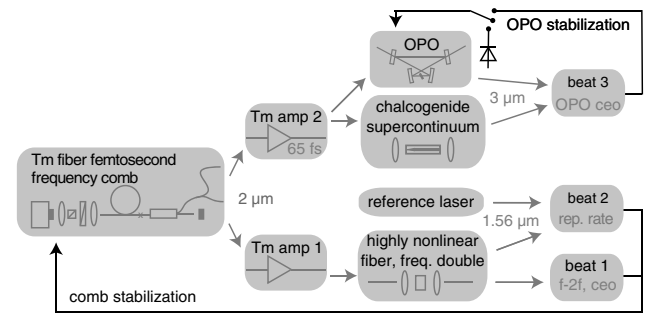 OPO stabilization
OPO
beat 3
OPO ceo
3 µm
Tm amp 2
65 fs
chalcogenide
supercontinuum
Tm fiber femtosecond
frequency comb
2 µm
reference laser
1.56 µm
beat 2
rep. rate
Tm amp 1
highly nonlinear
fiber, freq. double
beat 1
f-2f, ceo
comb stabilization